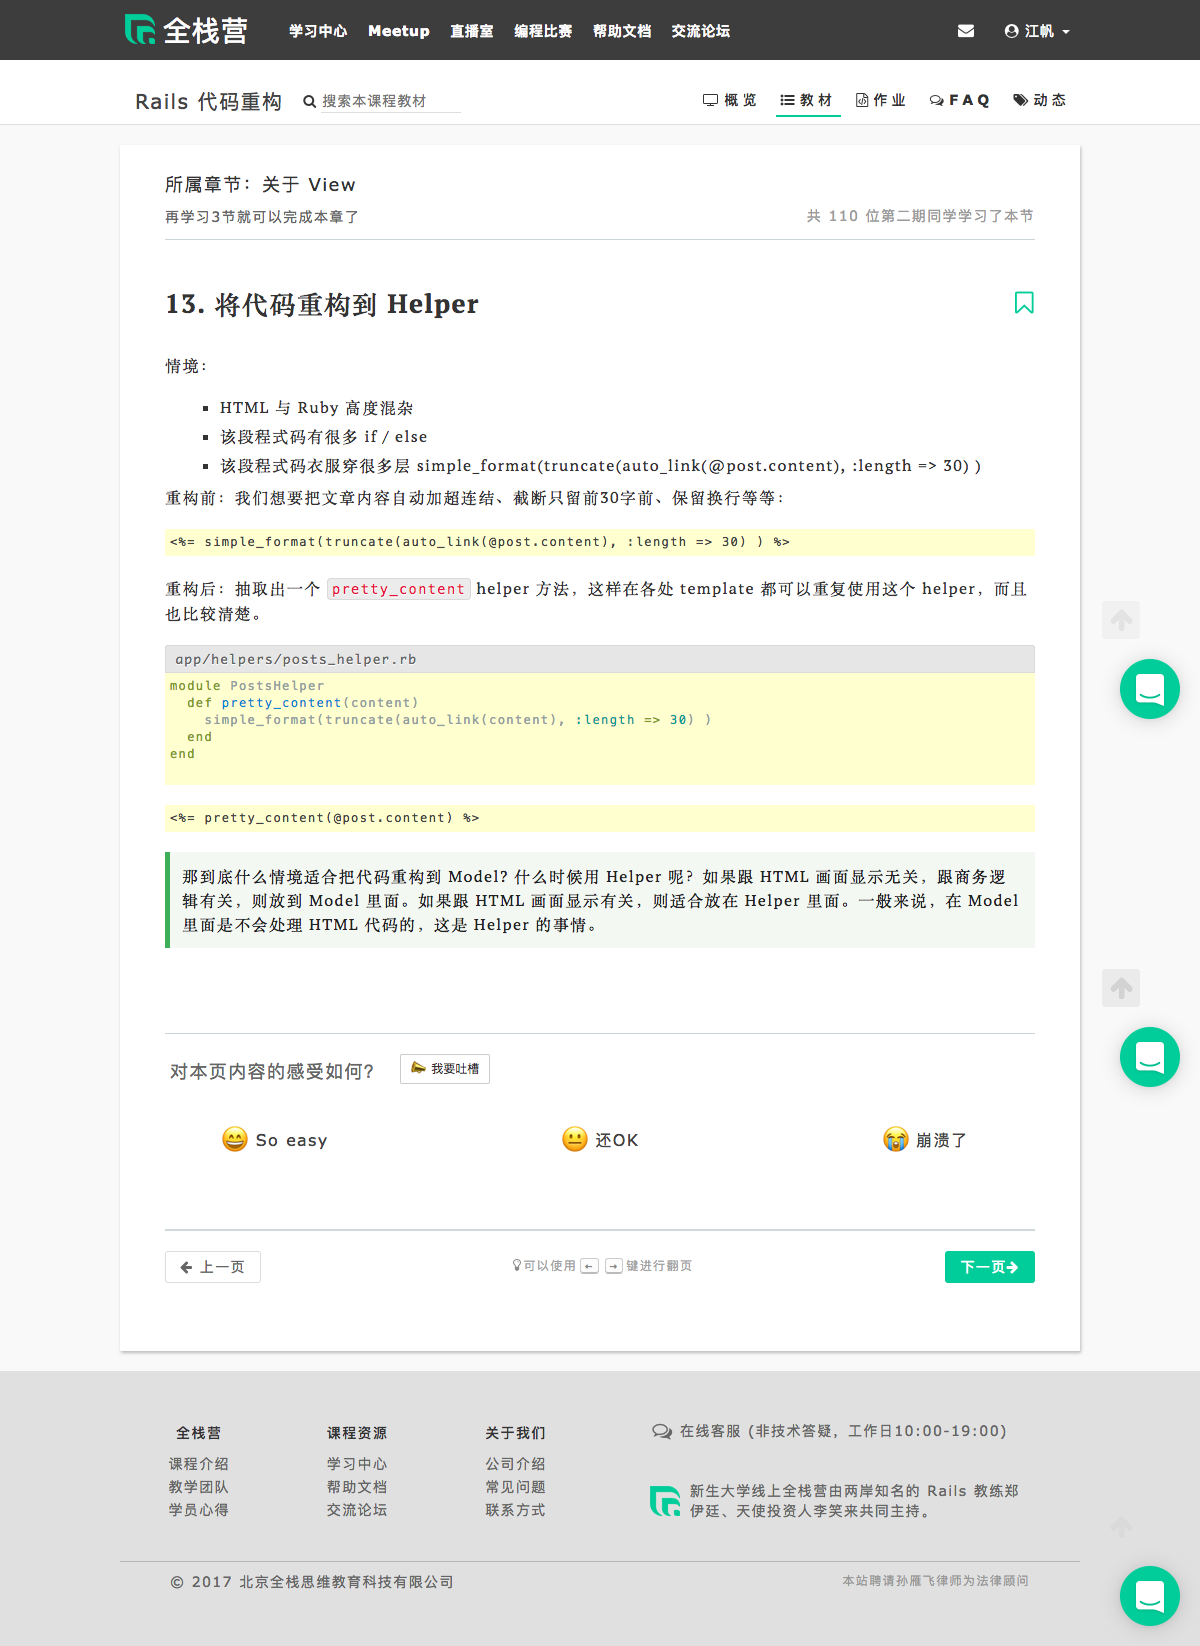 全栈营
学习中心 Meetup 直播室 编程比赛 帮助文档 交流论坛 江帆
Rails 代码重构 搜索本课程教材 概览 教材 作业 FAQ 动态
所属章节：关于 View
再学习3节就可以完成本章了 共 110 位第二期同学学习了本节
13. 将代码重构到 Helper
情境：
HTML 与 Ruby 高度混杂
该段程式码有很多 if / else
该段程式码衣服穿很多层 simple_format(truncate(auto_link(@post.content), :length => 30) )
重构前：我们想要把文章内容自动加超连结、截断只留前30字前、保留换行等等：
<%= simple_format(truncate(auto_link(@post.content), :length => 30) ) %>
重构后：抽取出一个 pretty_content helper 方法，这样在各处 template 都可以重复使用这个 helper，而且
也比较清楚。
app/helpers/posts_helper.rb
module PostsHelper
  def pretty_content(content)
    simple_format(truncate(auto_link(content), :length => 30) )
  end
end
<%= pretty_content(@post.content) %>
那到底什么情境适合把代码重构到 Model? 什么时候用 Helper 呢？如果跟 HTML 画面显示无关，跟商务逻
辑有关，则放到 Model 里面。如果跟 HTML 画面显示有关，则适合放在 Helper 里面。一般来说，在 Model
里面是不会处理 HTML 代码的，这是 Helper 的事情。
对本页内容的感受如何? 我要吐槽
So easy 还OK 崩溃了
上一页 可以使用 ← → 键进行翻页 下一页
全栈营 课程资源 关于我们 在线客服 (非技术答疑，工作日10:00-19:00)
课程介绍 学习中心 公司介绍
教学团队 帮助文档 常见问题
学员心得 交流论坛 联系方式
新生大学线上全栈营由两岸知名的 Rails 教练郑
伊廷、天使投资人李笑来共同主持。
© 2017 北京全栈思维教育科技有限公司 本站聘请孙雁飞律师为法律顾问